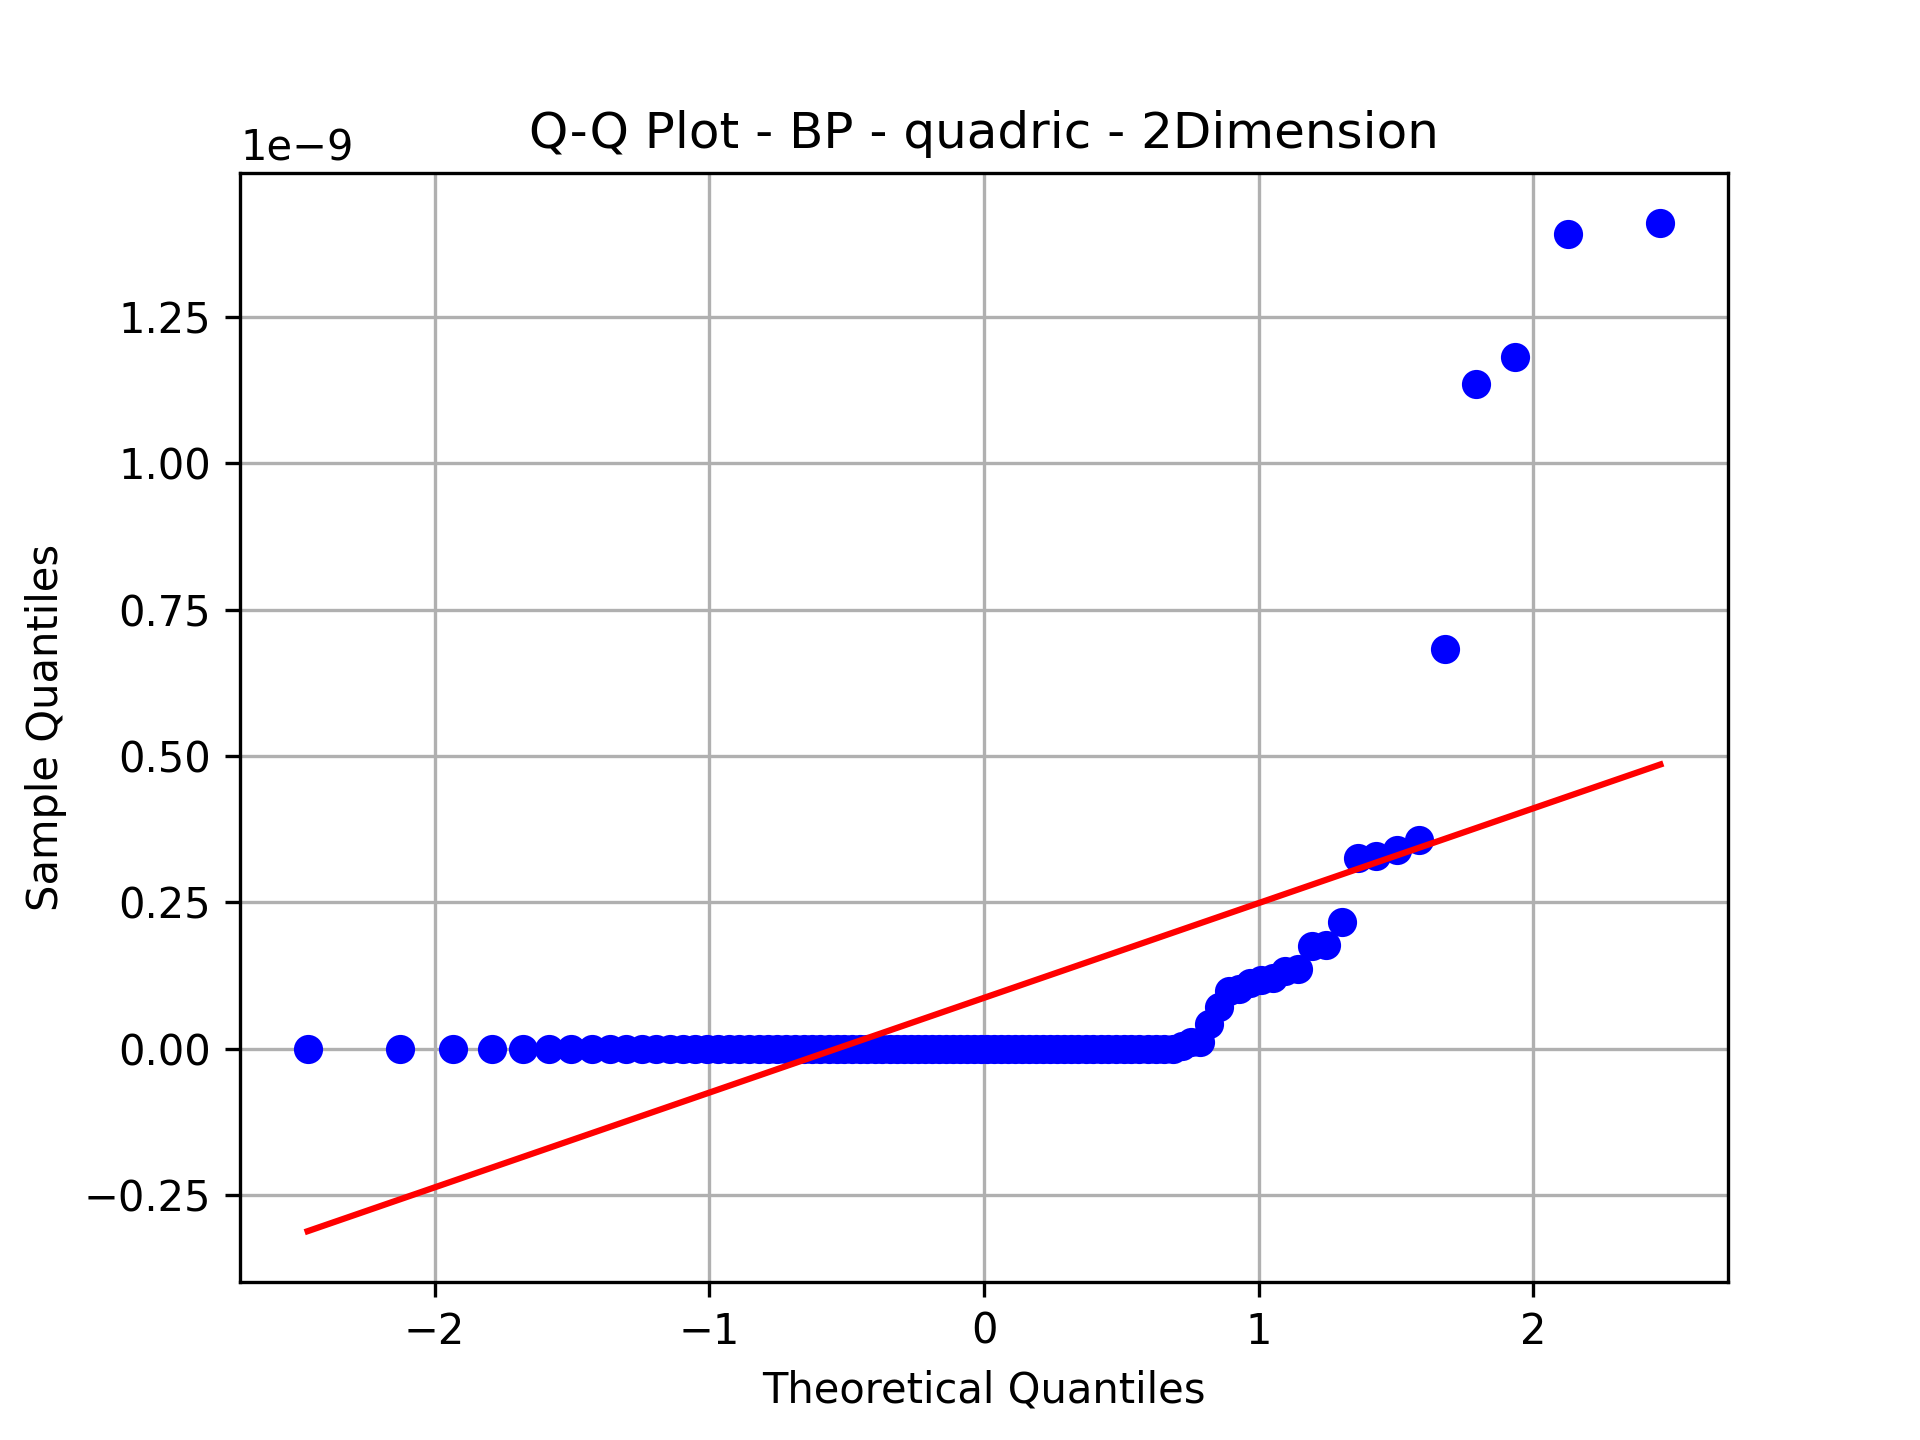 Q-Q Plot - BP - quadric - 2Dimension
1e−9
1.25
1.00
0.75
0.50
0.25
0.00
−0.25
Sample Quantiles
−2 −1 0 1 2
Theoretical Quantiles